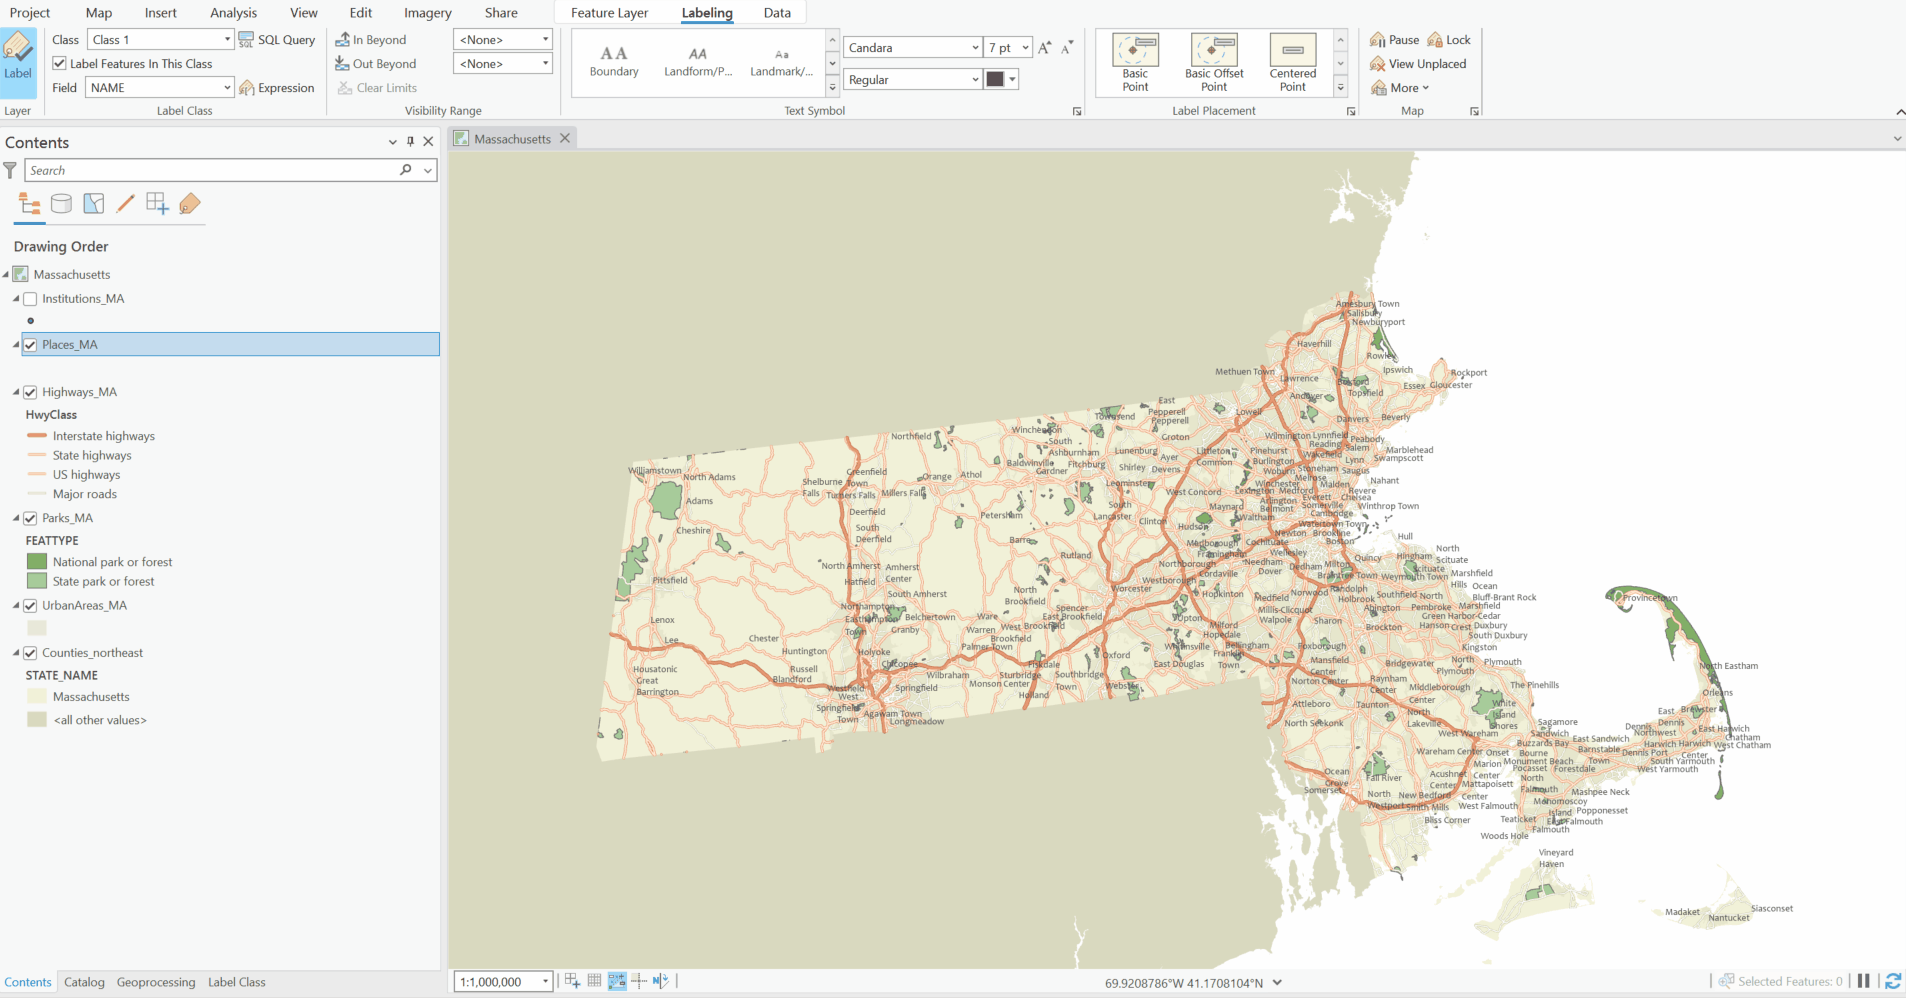 Project Map Insert Analysis View Edit Imagery Share Feature Layer Labeling Data
Label
Layer
Class Class 1 SQL Query
Label Features In This Class
Field NAME Expression
Label Class
In Beyond <None>
Out Beyond <None>
Clear Limits
Visibility Range
AA AA Aa
Boundary Landform/P... Landmark/...
Candara 7 pt
Regular
Text Symbol
Basic Point
Basic Offset Point
Centered Point
Label Placement
Pause Lock
View Unplaced
More
Map
Contents
Search
Drawing Order
Massachusetts
Institutions_MA
Places_MA
Highways_MA
HwyClass
Interstate highways
State highways
US highways
Major roads
Parks_MA
FEATTYPE
National park or forest
State park or forest
UrbanAreas_MA
Counties_northeast
STATE_NAME
Massachusetts
<all other values>
Contents Catalog Geoprocessing Label Class
Massachusetts
Amesbury Town
Salisbury
Newburyport
Haverhill
Rowley
Methuen Town
Lawrence
Ipswich
Rockport
Essex Gloucester
Topsfield
Andover
Danvers
Beverly
East
Pepperell
Pepperell
Townsend
Lowell
Groton
Winchendon
South
Ashburnham
Northfield
Wilmington Lynnfield
Reading
Peabody
Salem
Marblehead
Swampscott
Lunenburg
Littleton
Common
Pinehurst
Burlington
Wakefield
Lynn
Baldwinville
Gardner
Fitchburg
Ayer
Shirley Devens
Woburn
Stoneham
Saugus
Melrose
Williamstown
North Adams
Adams
Cheshire
Greenfield
Town
Shelburne
Falls
Turners Falls
Millers Falls
Orange
Athol
Leominster
West Concord
Winchester
Lexington Medford
Malden
Nahant
Revere
Arlington
Everett
Chelsea
Belmont
Somerville
Cambridge
Winthrop Town
Deerfield
South
Deerfield
Petersham
South
Lancaster
Clinton
Maynard
Hudson
Waltham
Watertown Town
Newton
Brookline
Boston
Barre
Rutland
Marlborough
Framingham
Cochituate
Wellesley
Needham
Dover
Dedham
Milton
Quincy
Hull
Hingham
North
Scituate
Scituate
Pittsfield
North Amherst
Amherst
Center
Hatfield
South Amherst
North
Brookfield
Northborough
Westborough
Worcester
Cordaville
Hopkinton
Medfield
Norwood
Randolph
Braintree Town
Weymouth Town
Marshfield
Hills
Ocean
Bluff-Brant Rock
Holbrook
Southfield
North
Abington
Pembroke
Marshfield
Northampton
Easthampton
Town
Belchertown
Granby
Spencer
Ware
East Brookfield
Warren
West Brookfield
Brookfield
Palmer Town
Upton
Milford
Hopedale
Millis-Clicquot
Walpole
Sharon
Brockton
Hanson
Crest
Green Harbor-Cedar
Duxbury
South Duxbury
Kingston
Lenox
Lee
Chester
Huntington
Holyoke
Chicopee
Housatonic
Great
Barrington
Russell
Blandford
Westfield
West
Springfield
Town
Springfield
Wilbraham
Monson Center
Sturbridge
Fiskdale
Southbridge
Town
Holland
Oxford
Webster
East Douglas
Whitinsville
Franklin
Town
Bellingham
Foxborough
Mansfield
Center
Norton Center
Bridgewater
Raynham
Center
North
Plymouth
Plymouth
Agawam Town
Longmeadow
Middleborough
Center
The Pinehills
Attleboro
Taunton
North Seekonk
North
Lakeville
White
Island
Shores
West Wareham
Sagamore
Sandwich
East Sandwich
Buzzards Bay
Wareham Center
Onset
Bourne
Monument Beach
Barnstable
Town
Dennis
Dennis
Northwest
Dennis Port
Harwich
Harwich
Center
East
Brewster
East Harwich
Chatham
West Chatham
South Yarmouth
West Yarmouth
Provincetown
North Eastham
Orleans
Ocean
Grove
Somerset
Fall River
Acushnet
Center
Marion
Center
Mattapoisett
Center
Pocasset
Forestdale
North
Falmouth
Mashpee Neck
North
Westport
New Bedford
Smith Mills
West Falmouth
Popponesset
Island
East Falmouth
Teaticket
Falmouth
Bliss Corner
Woods Hole
Vineyard
Haven
Madaket
Nantucket
Siasconset
1:1,000,000
69.9208786°W 41.1708104°N
Selected Features: 0